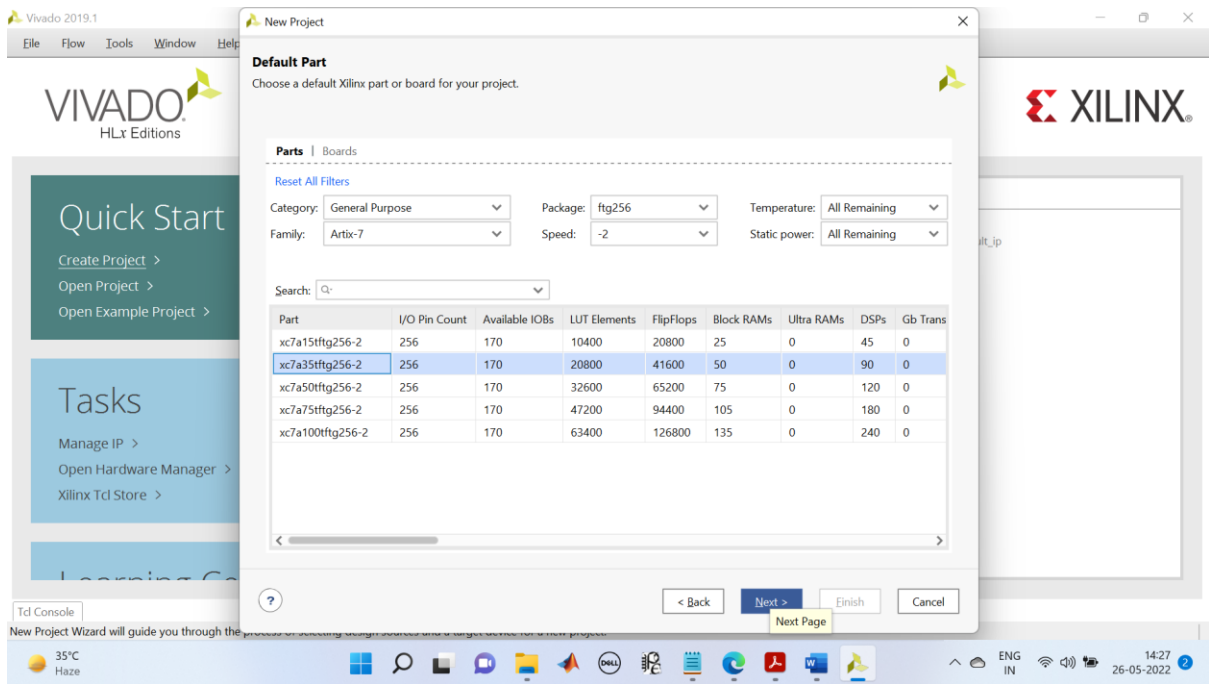 Vivado 2019.1
File Flow Tools Window Help
VIVADO
HLx Editions
XILINX
Quick Start
Create Project >
Open Project >
Open Example Project >
Tasks
Manage IP >
Open Hardware Manager >
Xilinx Tcl Store >
New Project
Default Part
Choose a default Xilinx part or board for your project.
Parts | Boards
Reset All Filters
Category: General Purpose Package: ftg256 Temperature: All Remaining
Family: Artix-7 Speed: -2 Static power: All Remaining
Search:
Part I/O Pin Count Available IOBs LUT Elements FlipFlops Block RAMs Ultra RAMs DSPs Gb Trans
xc7a15tftg256-2 256 170 10400 20800 25 0 45 0
xc7a35tftg256-2 256 170 20800 41600 50 0 90 0
xc7a50tftg256-2 256 170 32600 65200 75 0 120 0
xc7a75tftg256-2 256 170 47200 94400 105 0 180 0
xc7a100tftg256-2 256 170 63400 126800 135 0 240 0
? < Back Next > Finish Cancel
Next Page
ult_ip
Tcl Console
New Project Wizard will guide you through the process of selecting design sources and a target device for a new project.
35°C
Haze
DELL
ENG
IN
14:27
26-05-2022
2